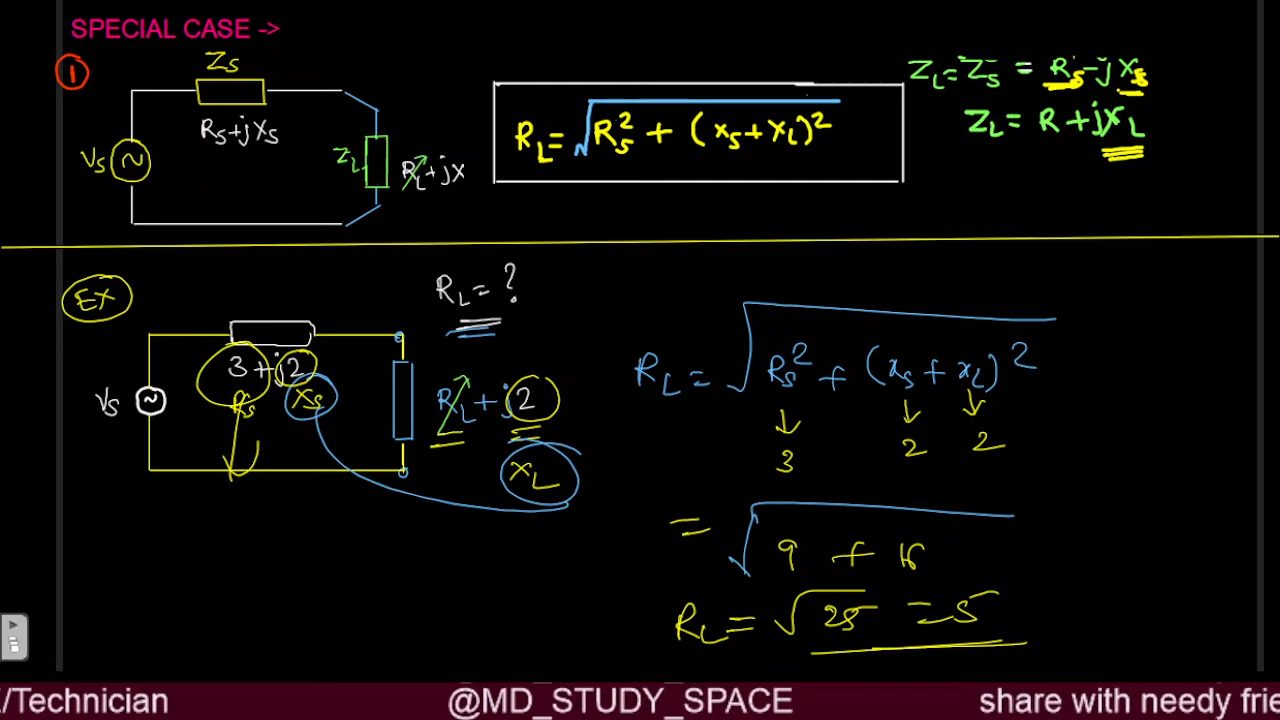 SPECIAL CASE ->
1
Zs
Rs+jXs
Vs
ZL
RL+jX
RL= √Rs² + (Xs+XL)²
ZL= Zs* = Rs-jXs
ZL= R+jXL
EX
RL= ?
3+j2
Rs
Xs
Vs
RL+j2
XL
RL= √Rs² + (Xs+XL)²
3 2 2
= √9 + 16
RL= √25 =5
E/Technician @MD_STUDY_SPACE share with needy frie